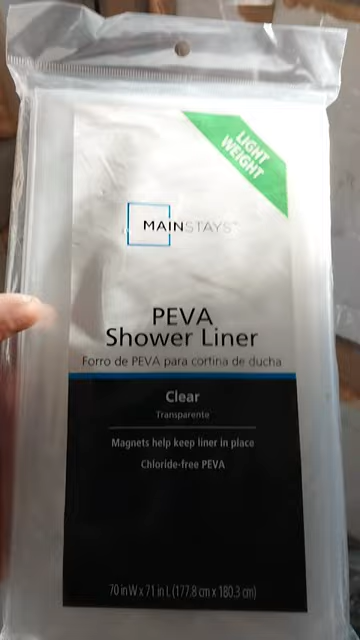 LIGHT
WEIGHT
MAINSTAYS™
PEVA
Shower Liner
Forro de PEVA para cortina de ducha
Clear
Transparente
Magnets help keep liner in place
Chloride-free PEVA
70 in W x 71 in L (177.8 cm x 180.3 cm)